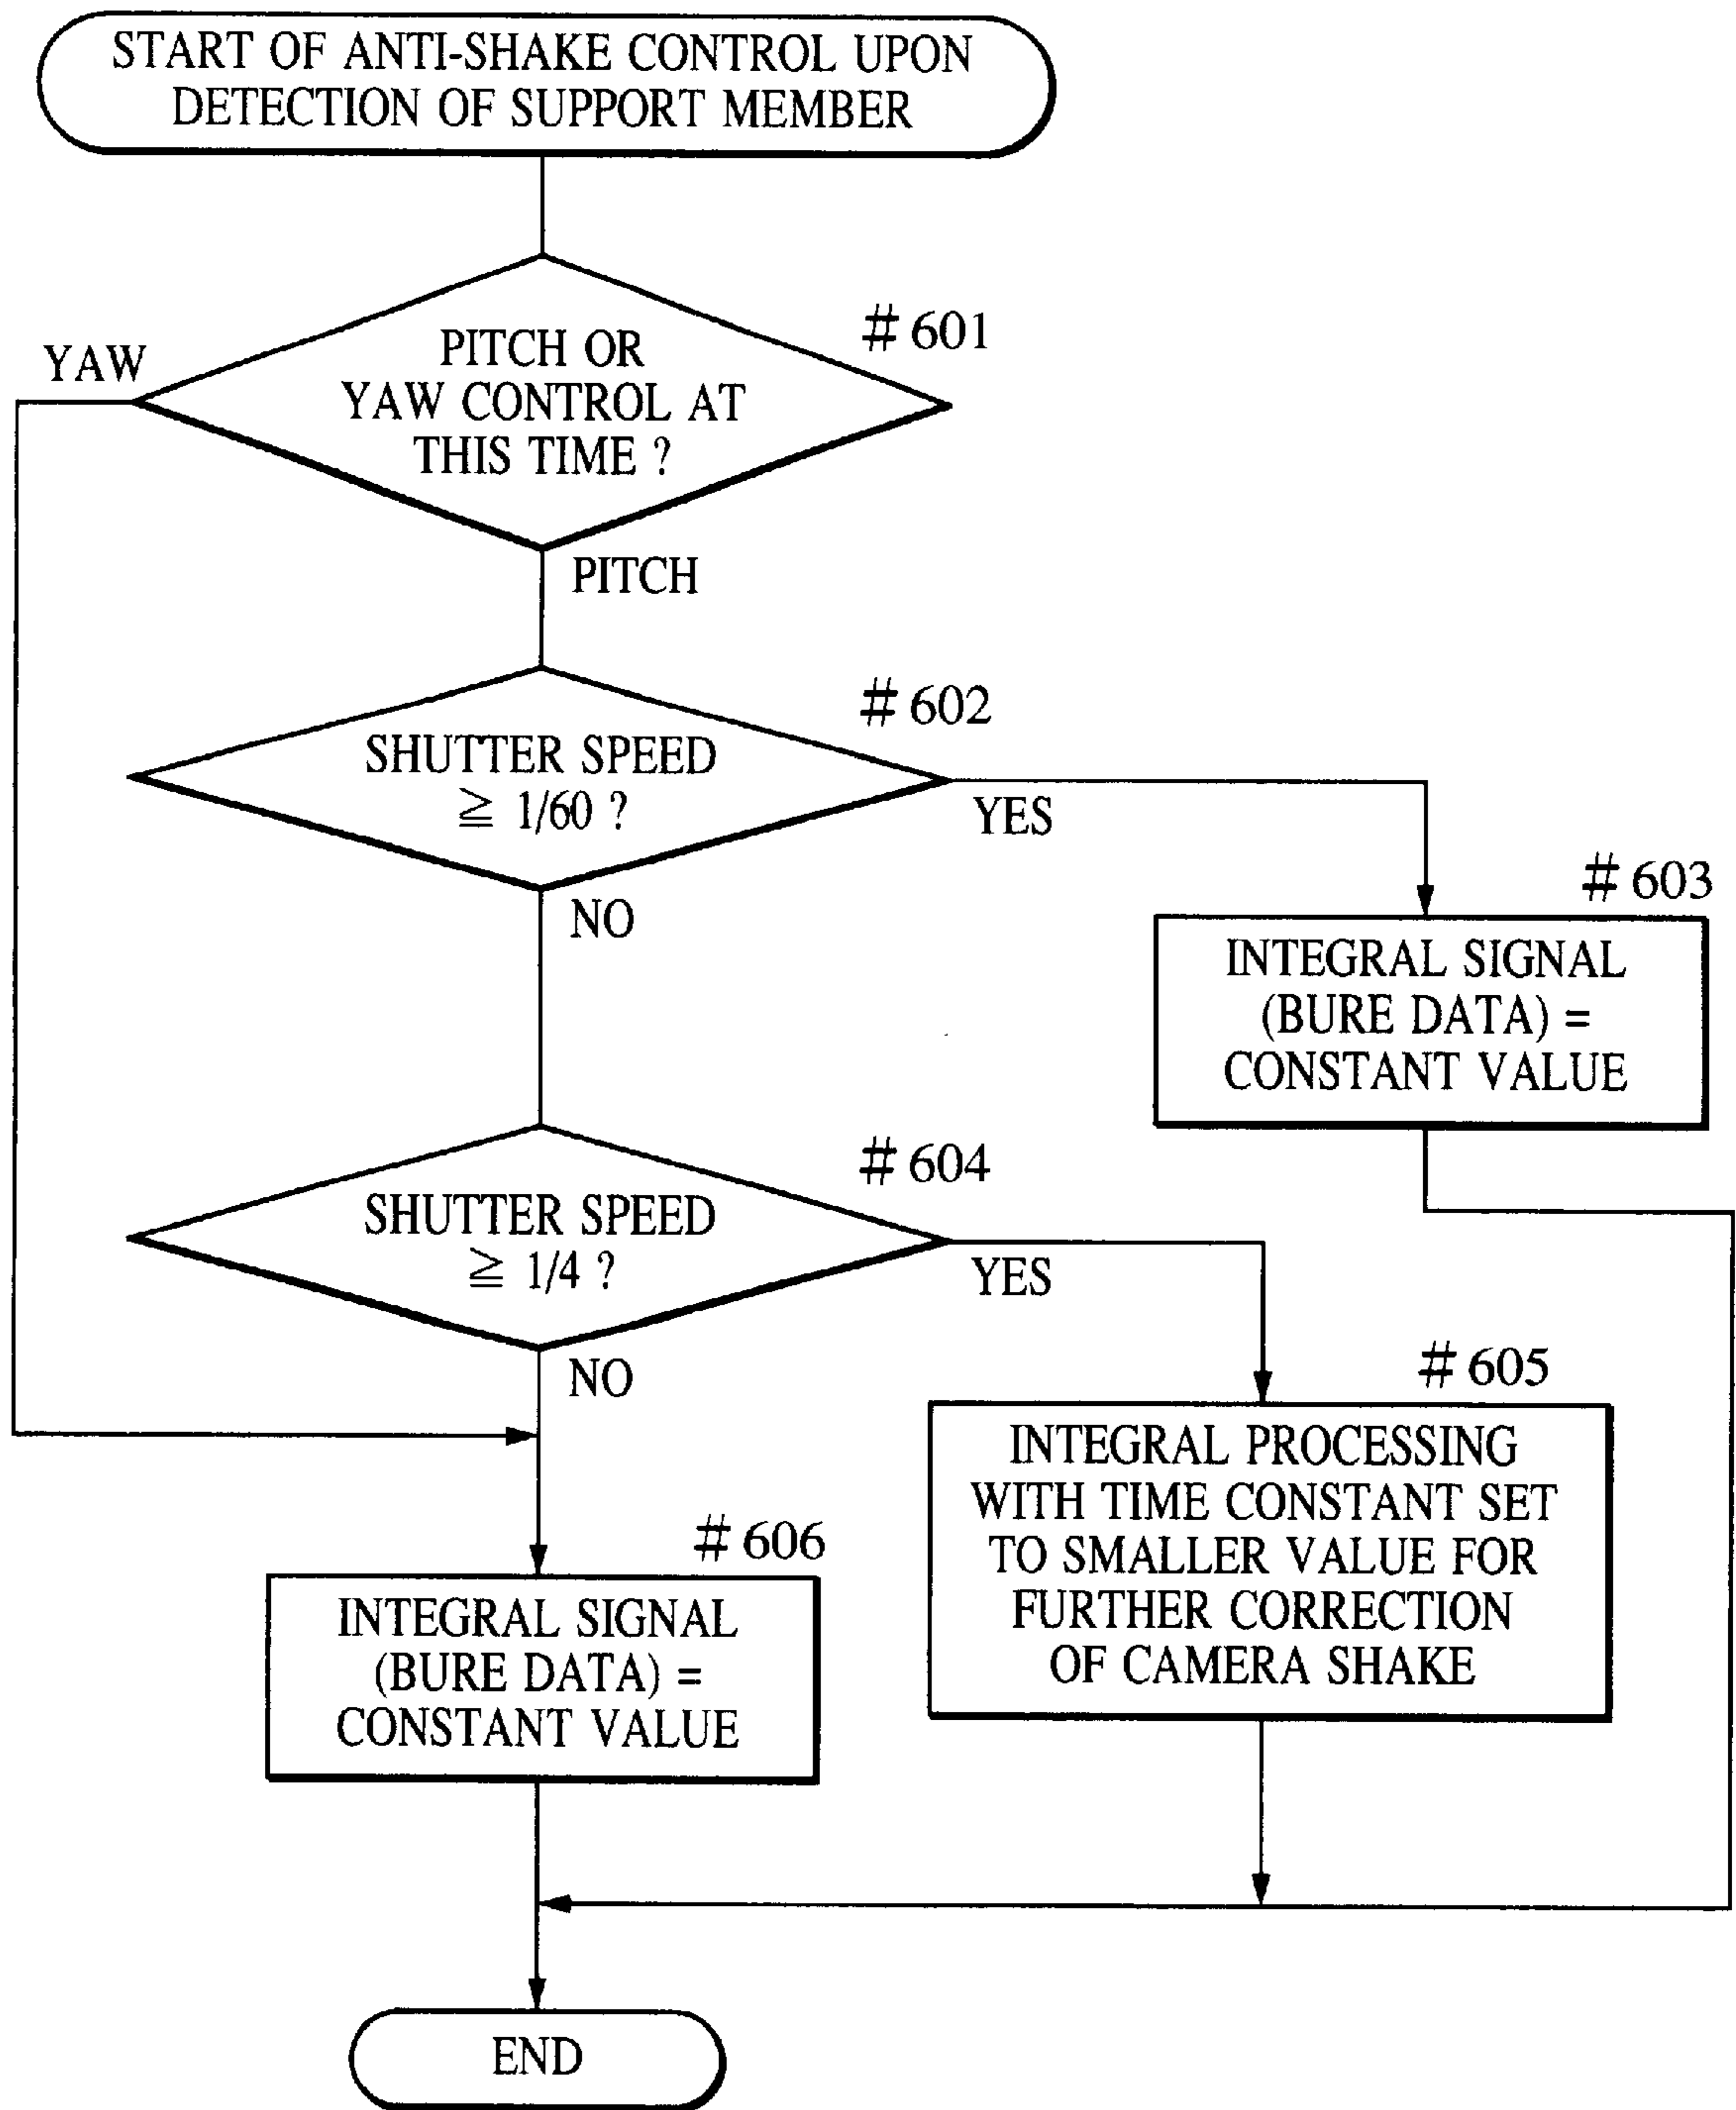 START OF ANTI-SHAKE CONTROL UPON
DETECTION OF SUPPORT MEMBER
# 601
YAW
PITCH OR
YAW CONTROL AT
THIS TIME ?
PITCH
# 602
SHUTTER SPEED
≧ 1/60 ?
YES
NO
# 603
INTEGRAL SIGNAL
(BURE DATA) =
CONSTANT VALUE
# 604
SHUTTER SPEED
≧ 1/4 ?
YES
NO
# 605
INTEGRAL PROCESSING
WITH TIME CONSTANT SET
TO SMALLER VALUE FOR
FURTHER CORRECTION
OF CAMERA SHAKE
# 606
INTEGRAL SIGNAL
(BURE DATA) =
CONSTANT VALUE
END